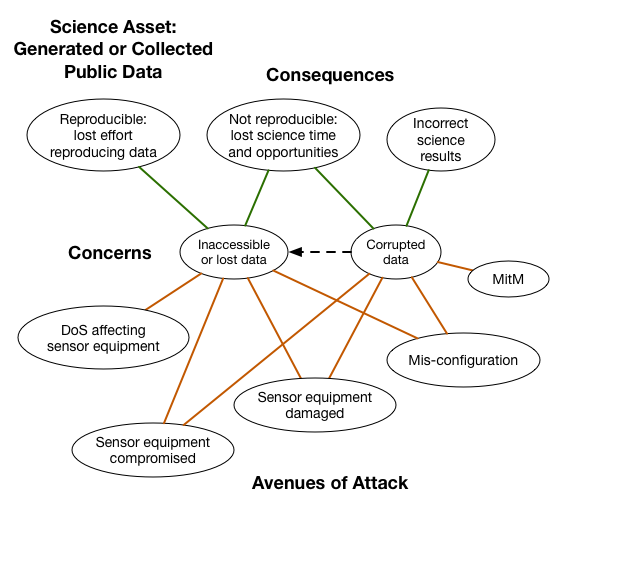 Science Asset:
Generated or Collected
Public Data
Consequences
Reproducible:
lost effort
reproducing data
Not reproducible:
lost science time
and opportunities
Incorrect
science
results
Concerns
Inaccessible
or lost data
Corrupted
data
MitM
DoS affecting
sensor equipment
Mis-configuration
Sensor equipment
damaged
Sensor equipment
compromised
Avenues of Attack